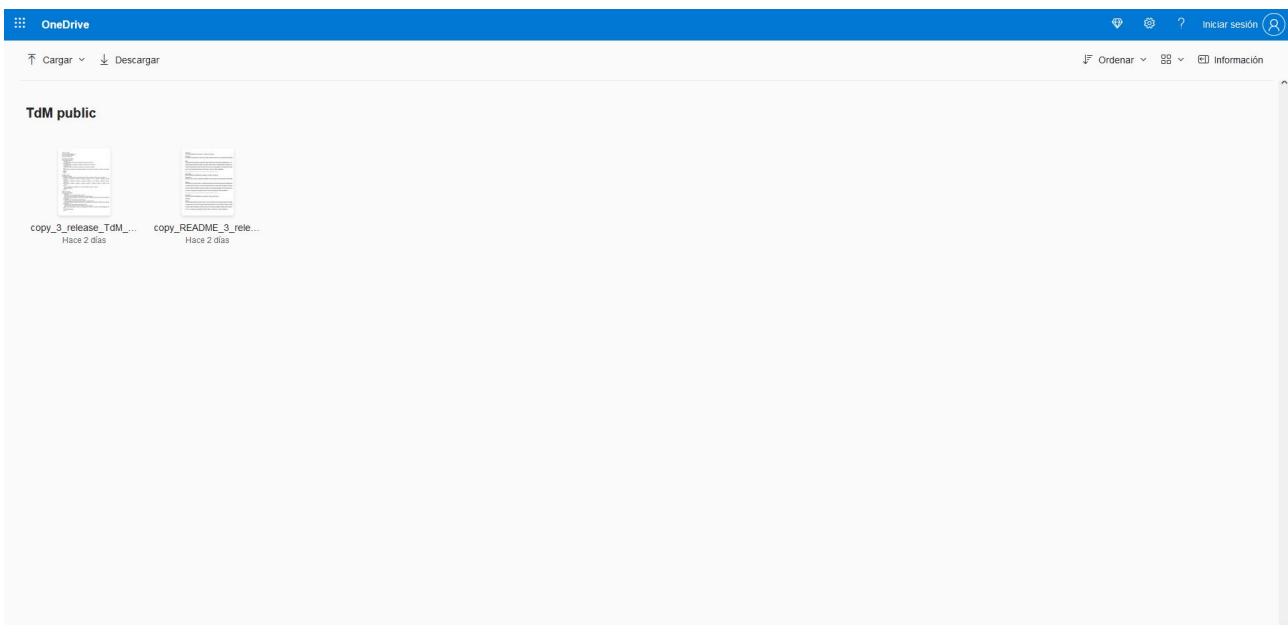 OneDrive
? Iniciar sesión
Cargar Descargar
Ordenar Información
TdM public
copy_3_release_TdM_... copy_README_3_rele...
Hace 2 días Hace 2 días